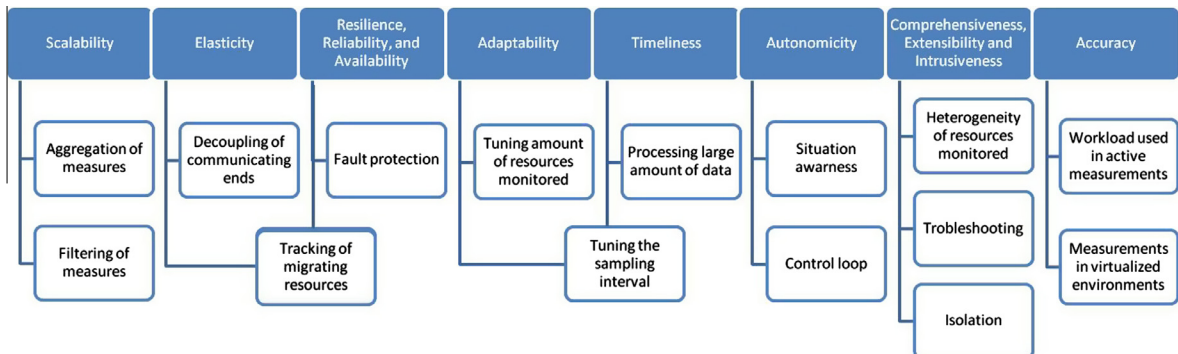 Scalability
Elasticity
Resilience,
Reliability, and
Availability
Adaptability
Timeliness
Autonomicity
Comprehensiveness,
Extensibility and
Intrusiveness
Accuracy
Aggregation of
measures
Filtering of
measures
Decoupling of
communicating
ends
Fault protection
Tracking of
migrating
resources
Tuning amount
of resources
monitored
Processing large
amount of data
Tuning the
sampling
interval
Situation
awarness
Control loop
Heterogeneity
of resources
monitored
Trobleshooting
Isolation
Workload used
in active
measurements
Measurements
in virtualized
environments